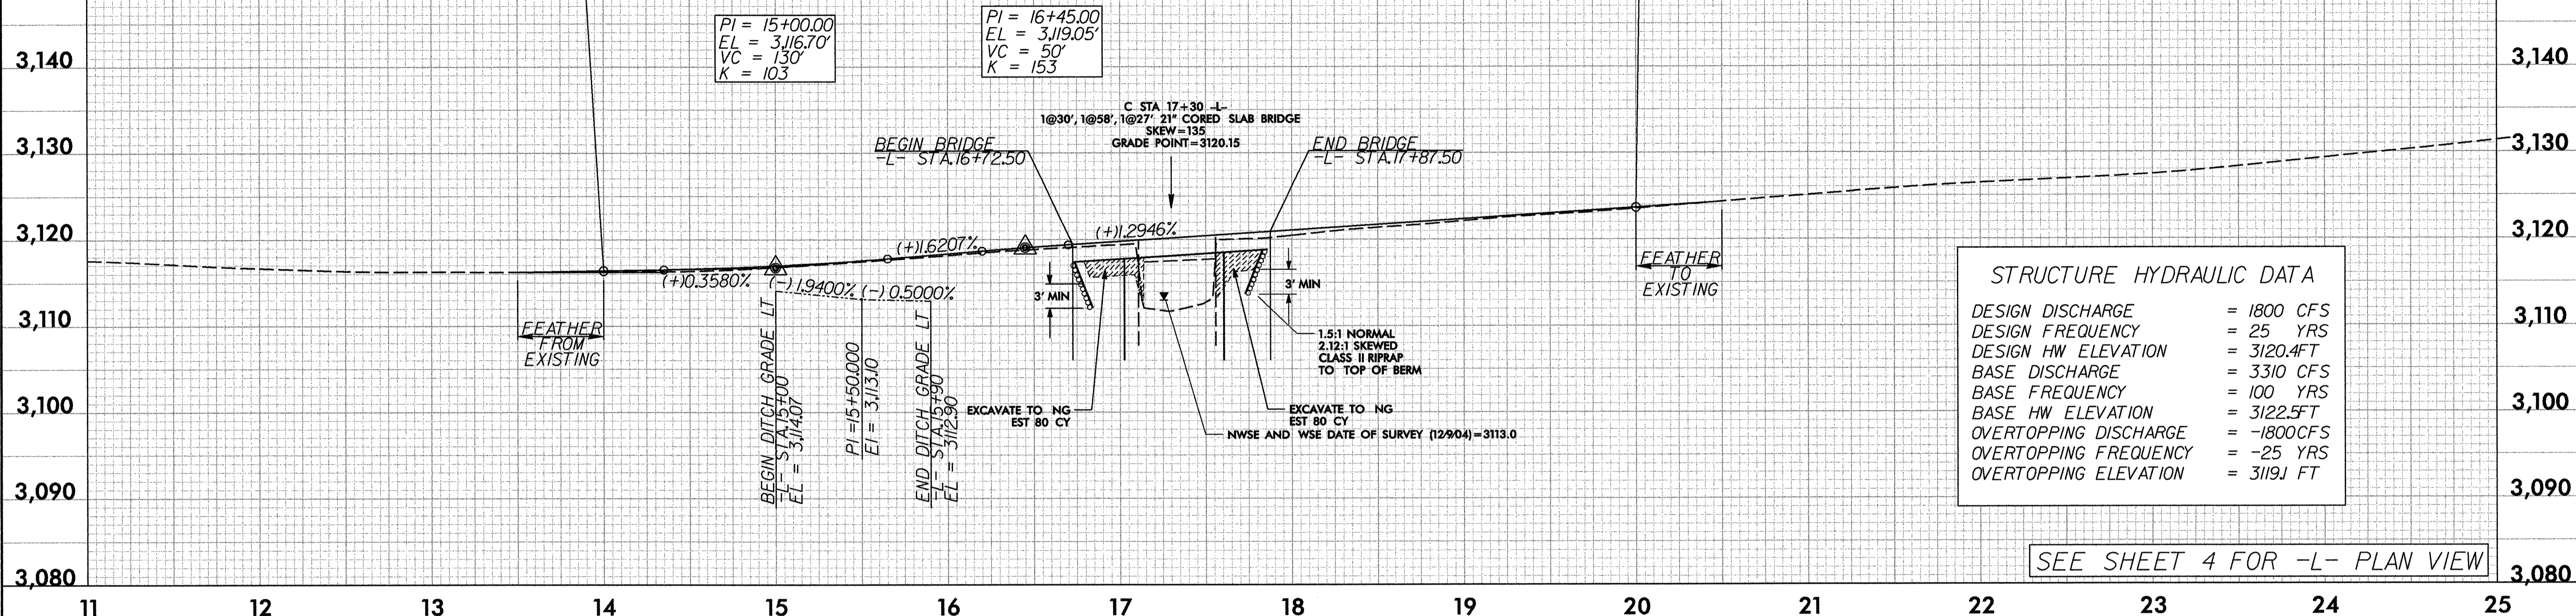 PI = 15+00.00
EL = 3,116.70'
VC = 130'
K = 103
PI = 16+45.00
EL = 3,119.05'
VC = 50'
K = 153
3,140
3,130
3,120
3,110
3,100
3,090
3,080
3,140
3,130
3,120
3,110
3,100
3,090
3,080
C STA 17+30 -L-
1@30', 1@58', 1@27' 21" CORED SLAB BRIDGE
SKEW=135
GRADE POINT=3120.15
BEGIN BRIDGE
-L- STA.16+72.50
END BRIDGE
-L- STA.17+87.50
(+)0.3580%
(+)1.6207%
(+)1.2946%
(-)1.9400%
(-)0.5000%
FEATHER
FROM
EXISTING
FEATHER
TO
EXISTING
3' MIN
3' MIN
1.5:1 NORMAL
2.12:1 SKEWED
CLASS II RIPRAP
TO TOP OF BERM
BEGIN DITCH GRADE LT
-L- STA.15+00
EL = 3,114.07
PI =15+50.000
El = 3,113.10
END DITCH GRADE LT
-L- STA.15+90
EL = 3112.90
EXCAVATE TO NG
EST 80 CY
EXCAVATE TO NG
EST 80 CY
NWSE AND WSE DATE OF SURVEY (12/9/04)=3113.0
STRUCTURE HYDRAULIC DATA
DESIGN DISCHARGE = 1800 CFS
DESIGN FREQUENCY = 25 YRS
DESIGN HW ELEVATION = 3120.4FT
BASE DISCHARGE = 3310 CFS
BASE FREQUENCY = 100 YRS
BASE HW ELEVATION = 3122.5FT
OVERTOPPING DISCHARGE = -1800CFS
OVERTOPPING FREQUENCY = -25 YRS
OVERTOPPING ELEVATION = 3119.1 FT
SEE SHEET 4 FOR -L- PLAN VIEW
11 12 13 14 15 16 17 18 19 20 21 22 23 24 25